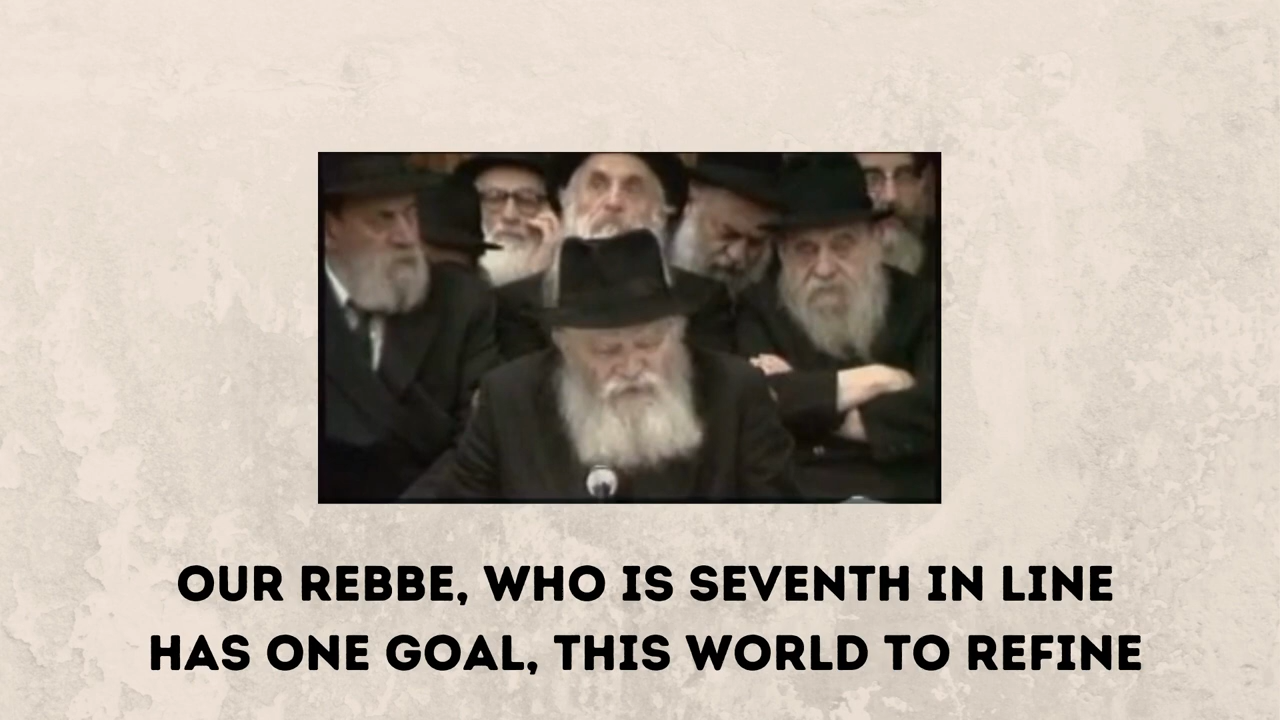 OUR REBBE, WHO IS SEVENTH IN LINE
HAS ONE GOAL, THIS WORLD TO REFINE